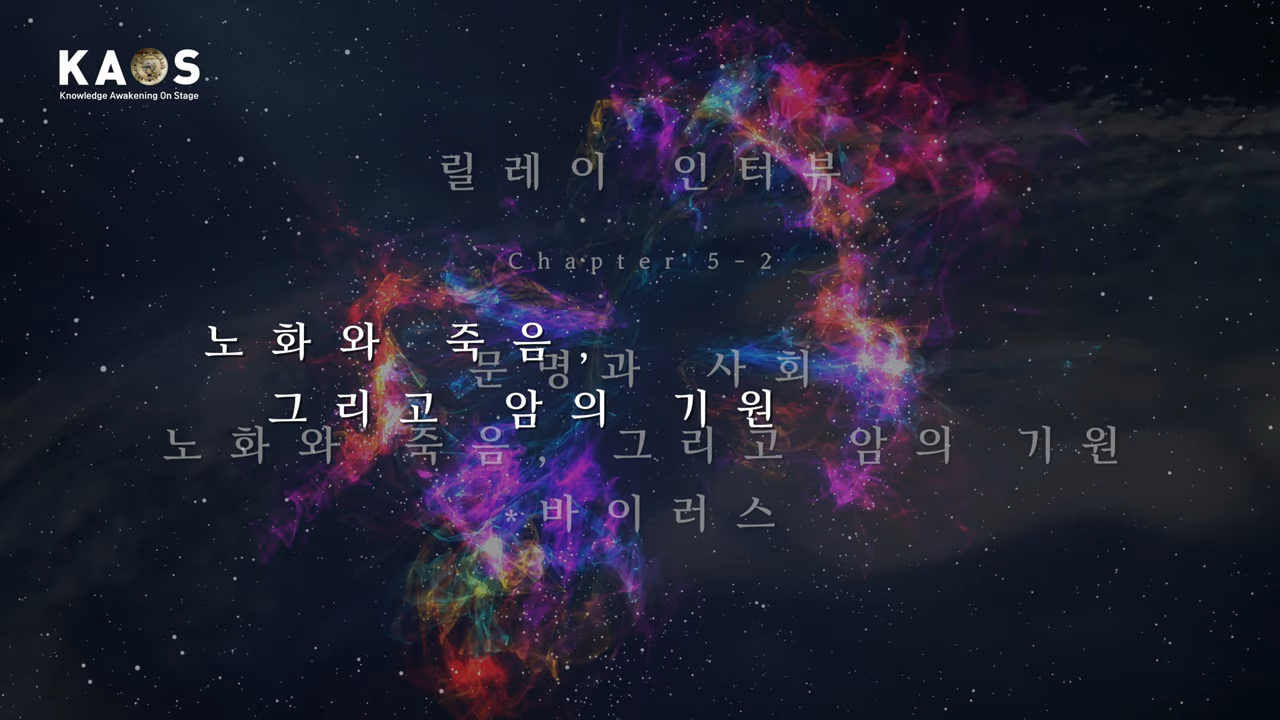 KAOS
Knowledge Awakening On Stage
릴레이 인터뷰
Chapter 5-2
노화와 죽음,
문명과 사회
그리고 암의 기원
노화와 죽음, 그리고 암의 기원
*바이러스